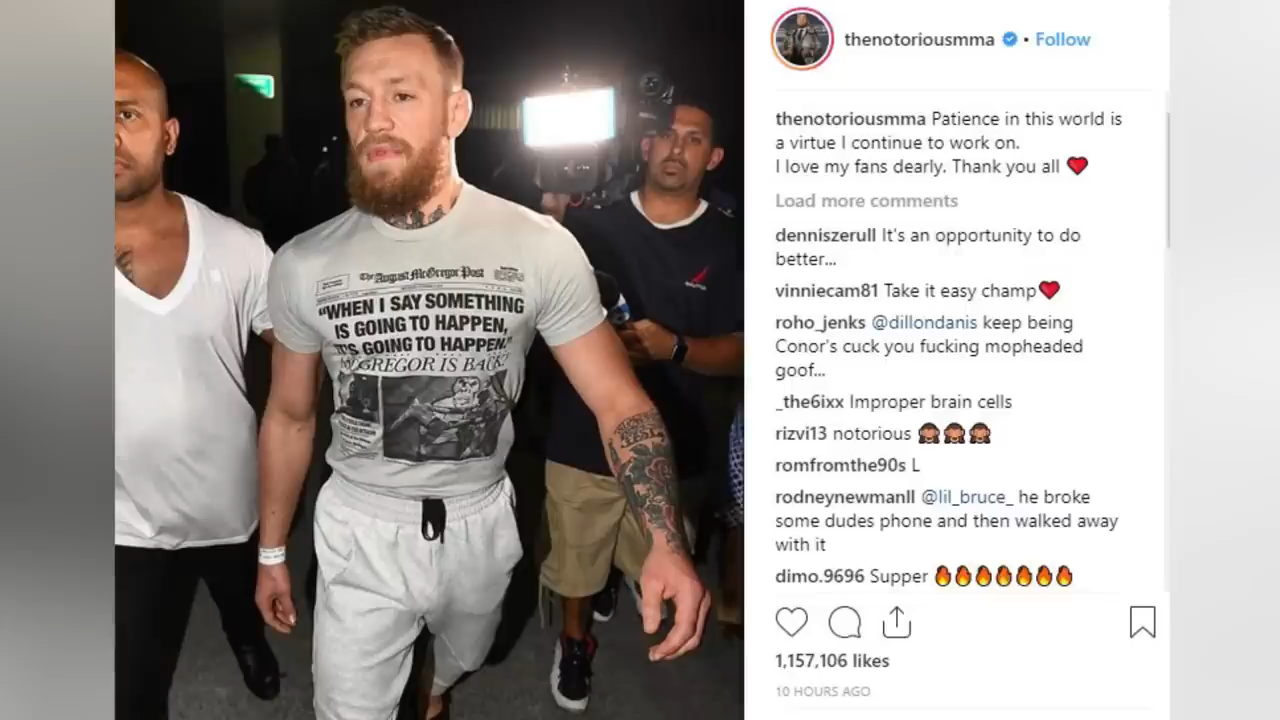 The August McGregor Post
"WHEN I SAY SOMETHING
IS GOING TO HAPPEN,
IT'S GOING TO HAPPEN."
McGREGOR IS BACK!
thenotoriousmma • Follow
thenotoriousmma Patience in this world is
a virtue I continue to work on.
I love my fans dearly. Thank you all ❤️
Load more comments
denniszerull It's an opportunity to do
better...
vinniecam81 Take it easy champ❤️
roho_jenks @dillondanis keep being
Conor's cuck you fucking mopheaded
goof...
_the6ixx Improper brain cells
rizvi13 notorious 🙊🙊🙊
romfromthe90s L
rodneynewmanll @lil_bruce_ he broke
some dudes phone and then walked away
with it
dimo.9696 Supper 🔥🔥🔥🔥🔥🔥🔥
1,157,106 likes
10 HOURS AGO